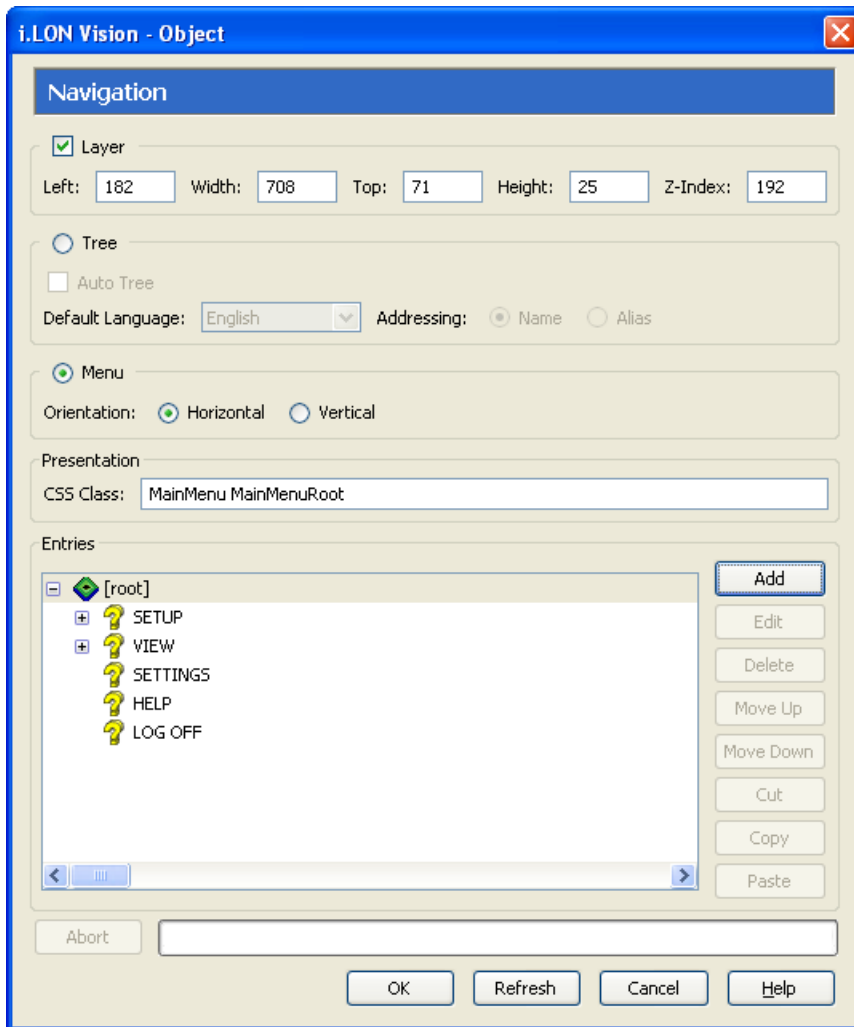 i.LON Vision - Object
Navigation
Layer
Left: 182 Width: 708 Top: 71 Height: 25 Z-Index: 192
Tree
Auto Tree
Default Language: English Addressing: Name Alias
Menu
Orientation: Horizontal Vertical
Presentation
CSS Class: MainMenu MainMenuRoot
Entries
[root]
SETUP
VIEW
SETTINGS
HELP
LOG OFF
Add
Edit
Delete
Move Up
Move Down
Cut
Copy
Paste
Abort
OK Refresh Cancel Help